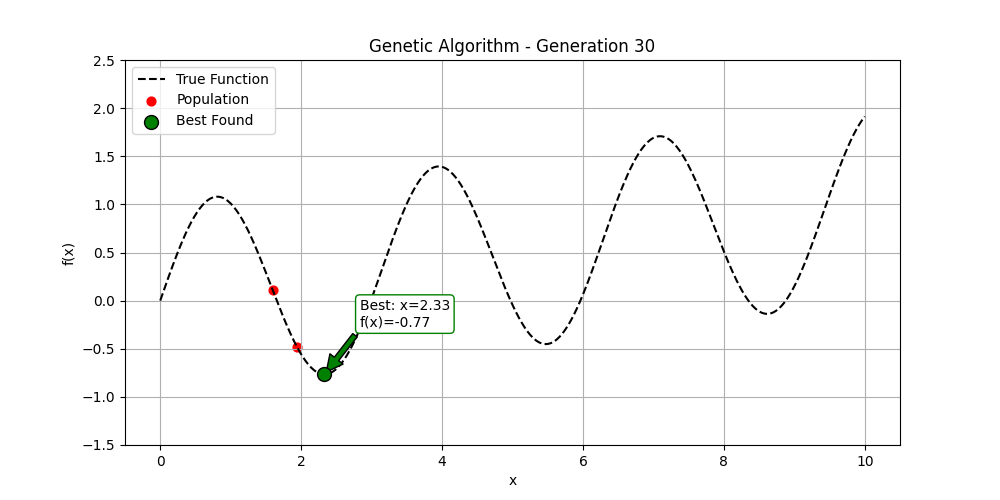 Genetic Algorithm - Generation 30
2.5
2.0
1.5
1.0
0.5
0.0
−0.5
−1.0
−1.5
f(x)
True Function
Population
Best Found
Best: x=2.33
f(x)=-0.77
0
2
4
6
8
10
x